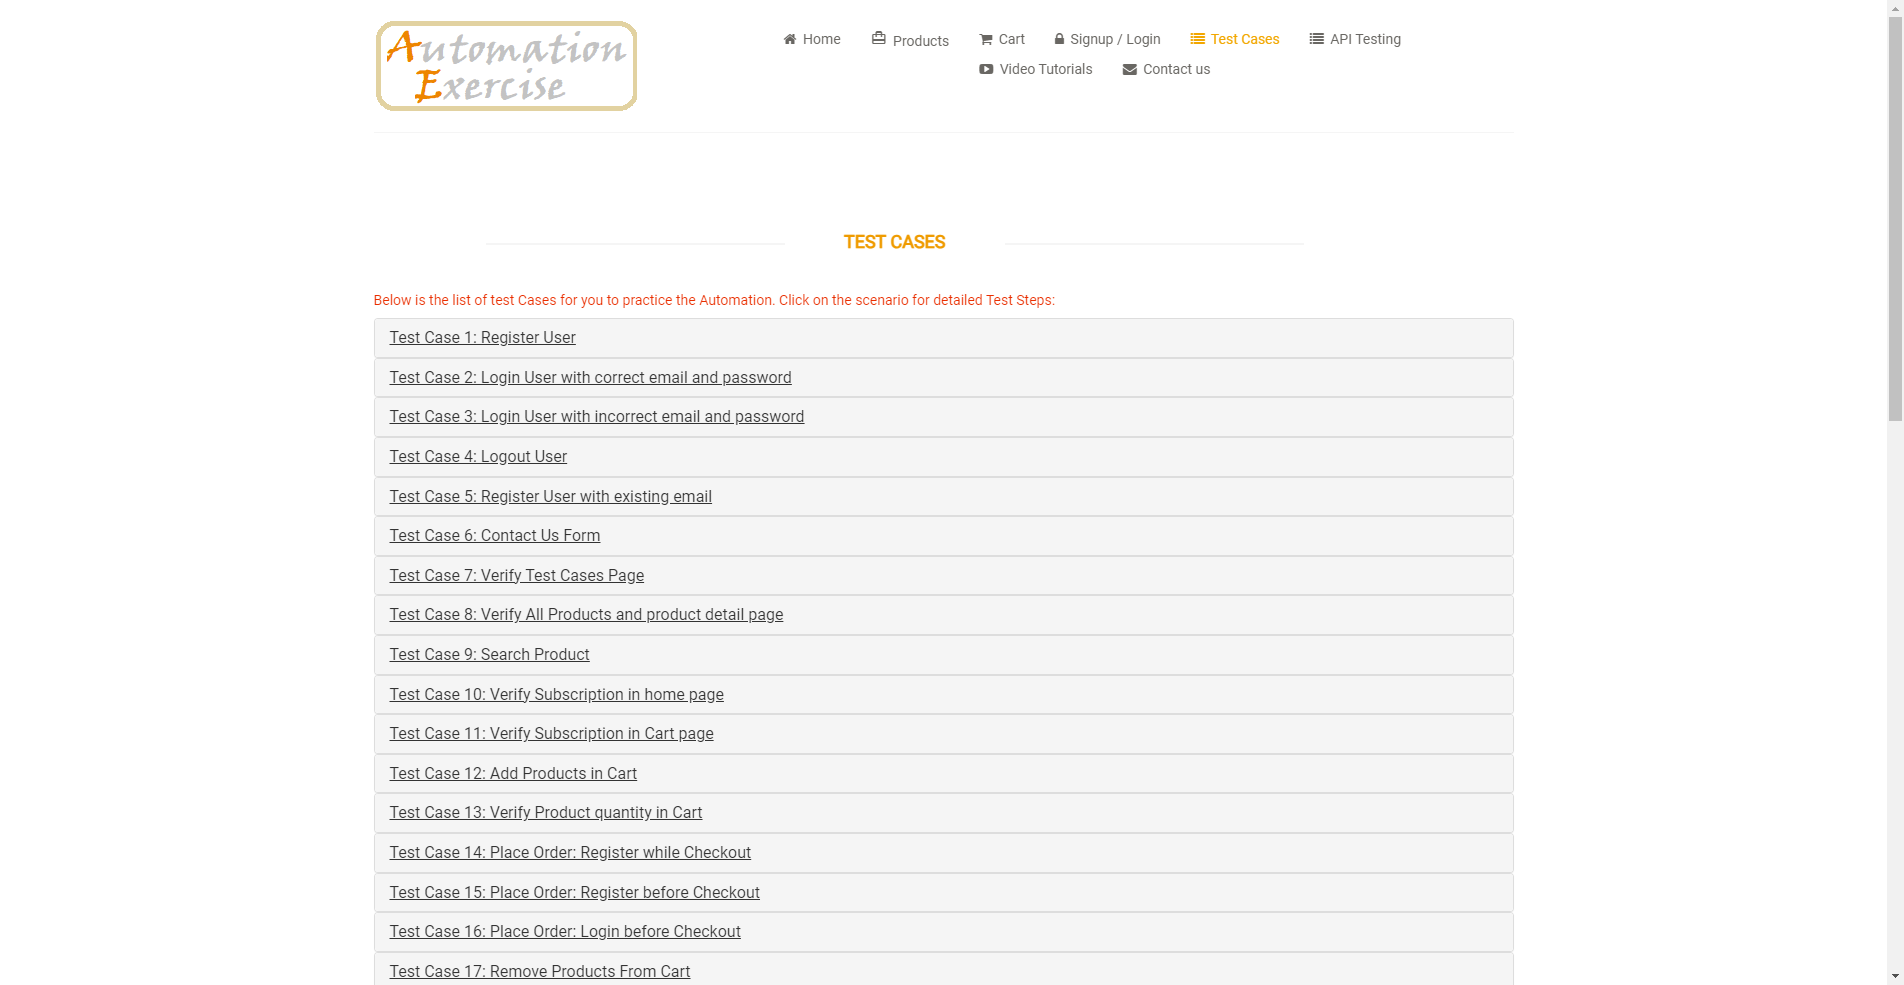 Automation
Exercise
Home
Products
Cart
Signup / Login
Test Cases
API Testing
Video Tutorials
Contact us
TEST CASES
Below is the list of test Cases for you to practice the Automation. Click on the scenario for detailed Test Steps:
Test Case 1: Register User
Test Case 2: Login User with correct email and password
Test Case 3: Login User with incorrect email and password
Test Case 4: Logout User
Test Case 5: Register User with existing email
Test Case 6: Contact Us Form
Test Case 7: Verify Test Cases Page
Test Case 8: Verify All Products and product detail page
Test Case 9: Search Product
Test Case 10: Verify Subscription in home page
Test Case 11: Verify Subscription in Cart page
Test Case 12: Add Products in Cart
Test Case 13: Verify Product quantity in Cart
Test Case 14: Place Order: Register while Checkout
Test Case 15: Place Order: Register before Checkout
Test Case 16: Place Order: Login before Checkout
Test Case 17: Remove Products From Cart